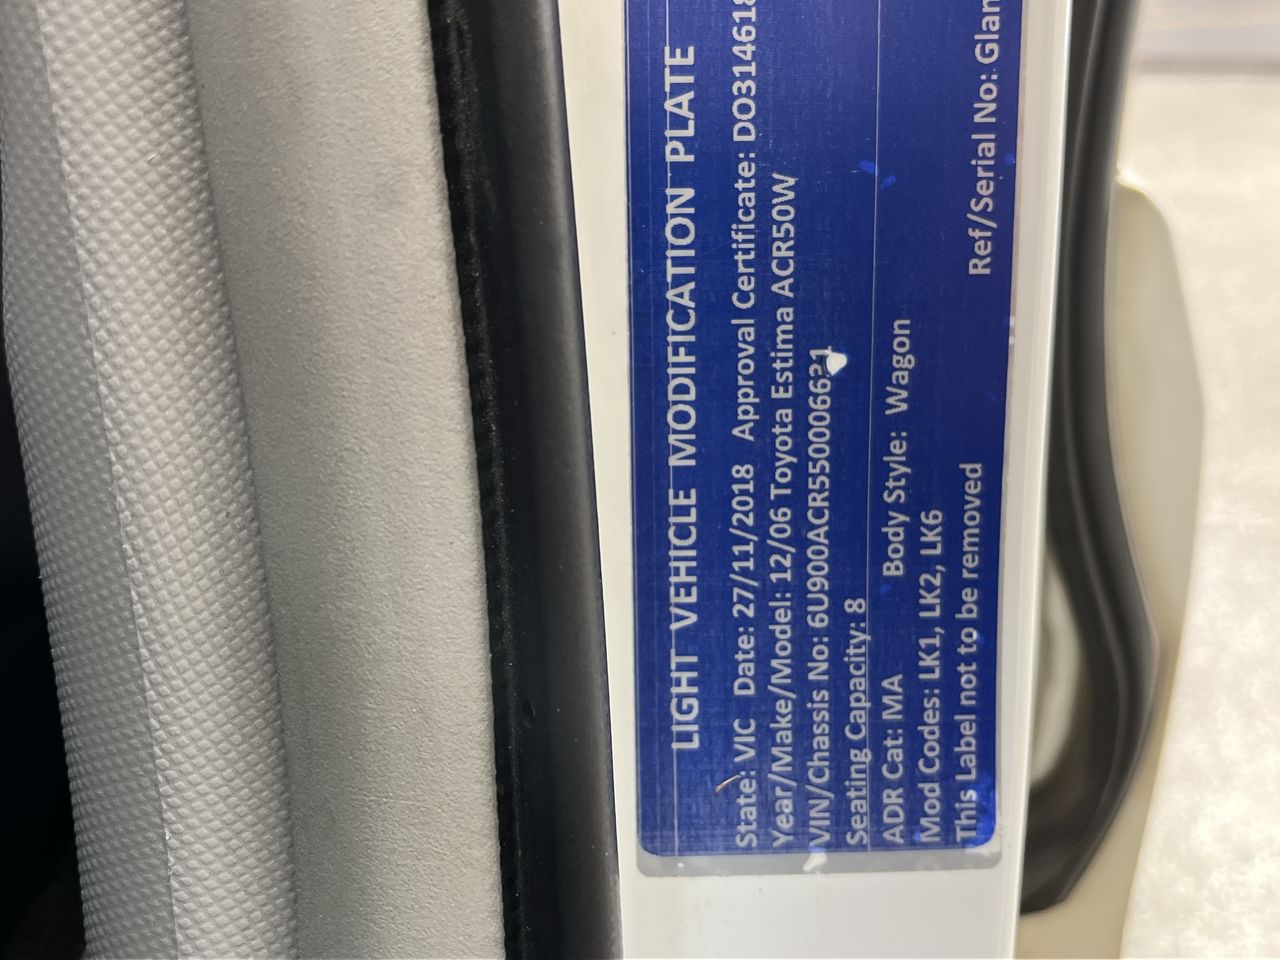 LIGHT VEHICLE MODIFICATION PLATE
State: VIC Date: 27/11/2018 Approval Certificate: DO314618
Year/Make/Model: 12/06 Toyota Estima ACR50W
VIN/Chassis No:
Seating Capacity: 8
ADR Cat: MA Body Style: Wagon
Mod Codes: LK1, LK2, LK6
This Label not to be removed Ref/Serial No: Glan